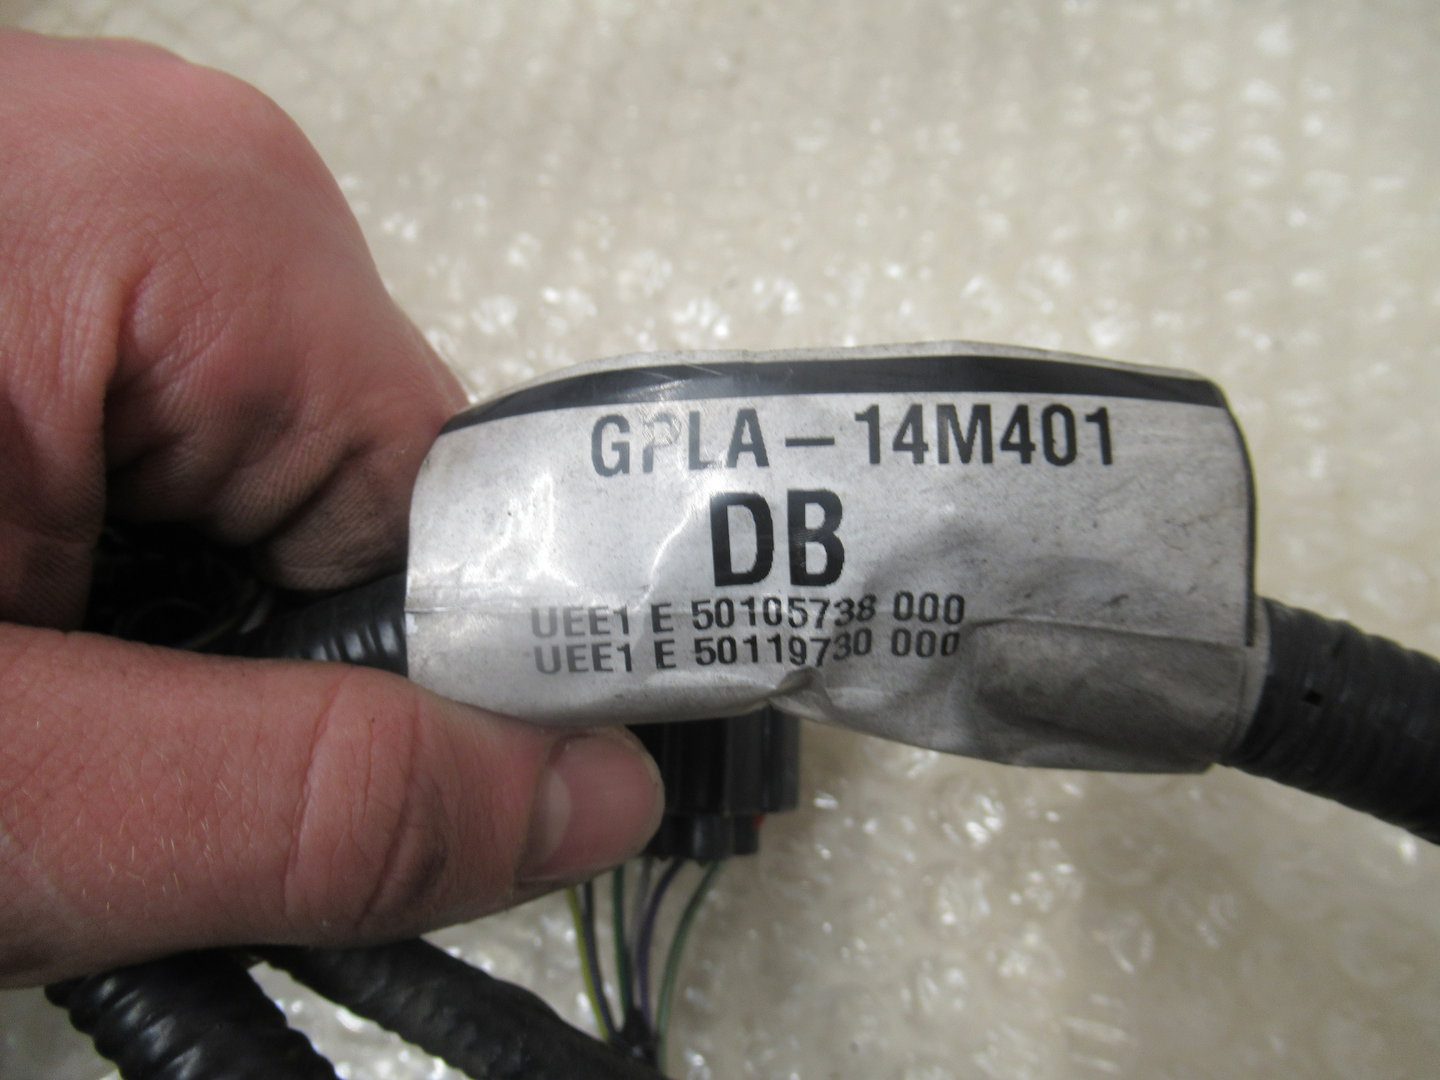 GPLA-14M401
DB
UEE1 E 50105738 000
UEE1 E 50119730 000